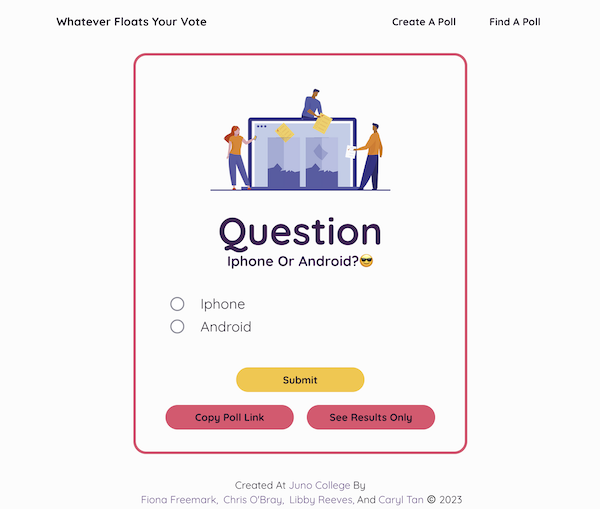 Whatever Floats Your Vote
Create A Poll
Find A Poll
Question
Iphone Or Android?😎
Iphone
Android
Submit
Copy Poll Link
See Results Only
Created At Juno College By
Fiona Freemark, Chris O'Bray, Libby Reeves, And Caryl Tan © 2023